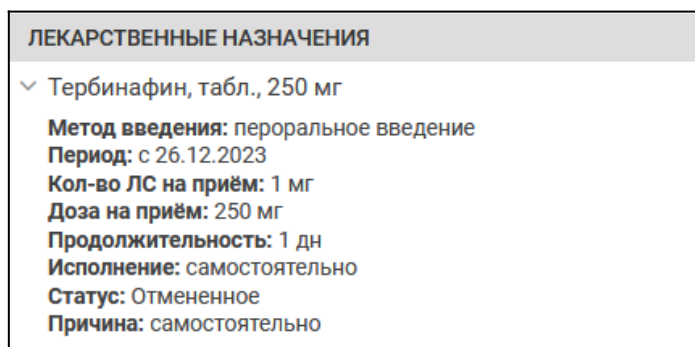 ЛЕКАРСТВЕННЫЕ НАЗНАЧЕНИЯ
Тербинафин, табл., 250 мг
Метод введения: пероральное введение
Период: с 26.12.2023
Кол-во ЛС на приём: 1 мг
Доза на приём: 250 мг
Продолжительность: 1 дн
Исполнение: самостоятельно
Статус: Отмененное
Причина: самостоятельно